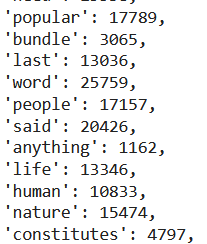 'popular': 17789,
'bundle': 3065,
'last': 13036,
'word': 25759,
'people': 17157,
'said': 20426,
'anything': 1162,
'life': 13346,
'human': 10833,
'nature': 15474,
'constitutes': 4797,